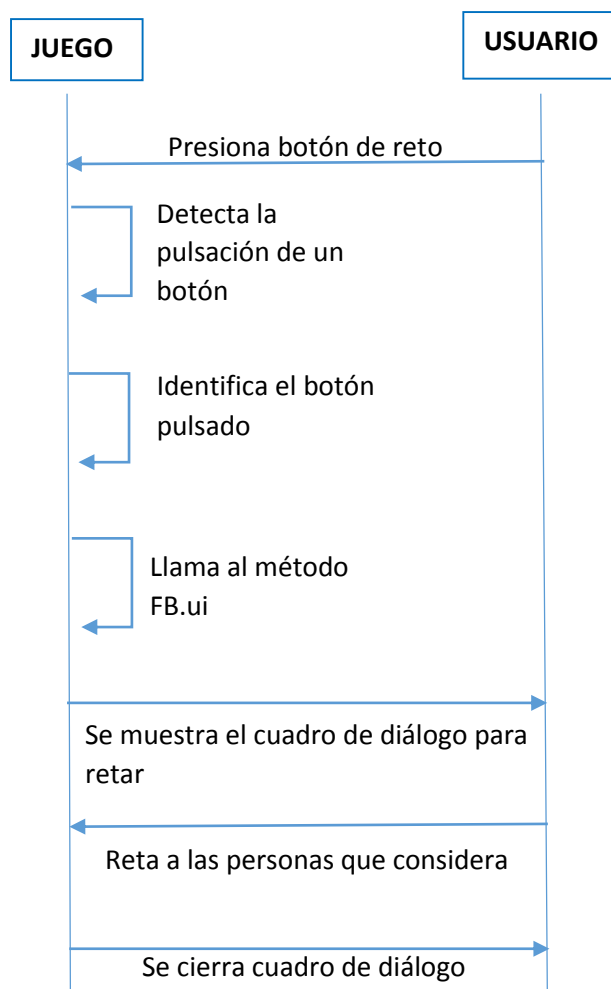 JUEGO
USUARIO
Presiona botón de reto
Detecta la
pulsación de un
botón
Identifica el botón
pulsado
Llama al método
FB.ui
Se muestra el cuadro de diálogo para
retar
Reta a las personas que considera
Se cierra cuadro de diálogo